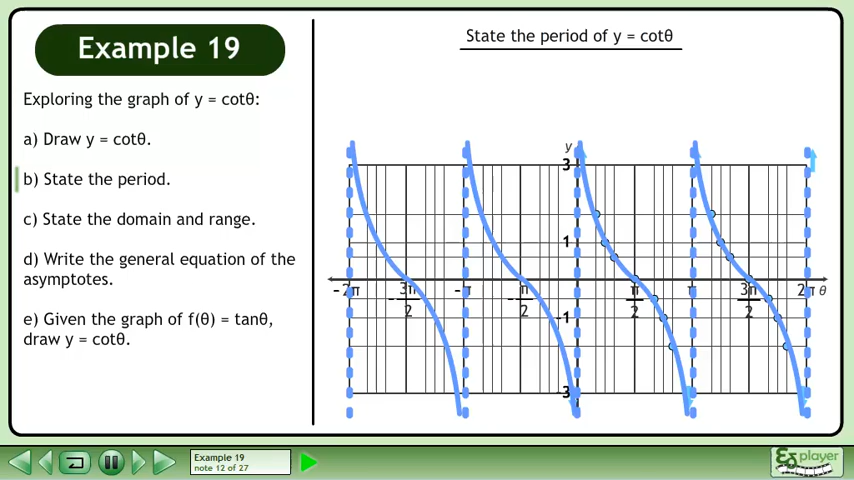 Example 19
State the period of y = cotθ
Exploring the graph of y = cotθ:
a) Draw y = cotθ.
b) State the period.
c) State the domain and range.
d) Write the general equation of the
asymptotes.
e) Given the graph of f(θ) = tanθ,
draw y = cotθ.
y
3
1
-2π -3π/2 -π -π/2 π/2 π 3π/2 2π θ
-1
-3
Example 19
note 12 of 27
player